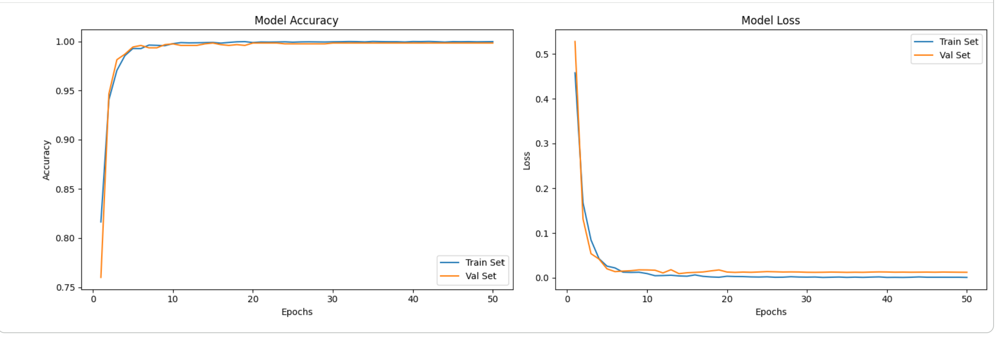 Model Accuracy
1.00
0.95
0.90
0.85
0.80
0.75
Accuracy
0 10 20 30 40 50
Epochs
Train Set
Val Set
Model Loss
0.5
0.4
0.3
0.2
0.1
0.0
Loss
0 10 20 30 40 50
Epochs
Train Set
Val Set